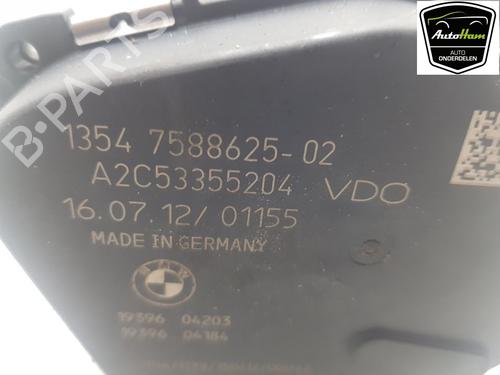 AutoHam
AUTO
ONDERDELEN
B-PARTS
1354 7588625-02
A2C53355204 VDO
16.07.12/ 01155
MADE IN GERMANY
BMW
19396 04203
19396 04184